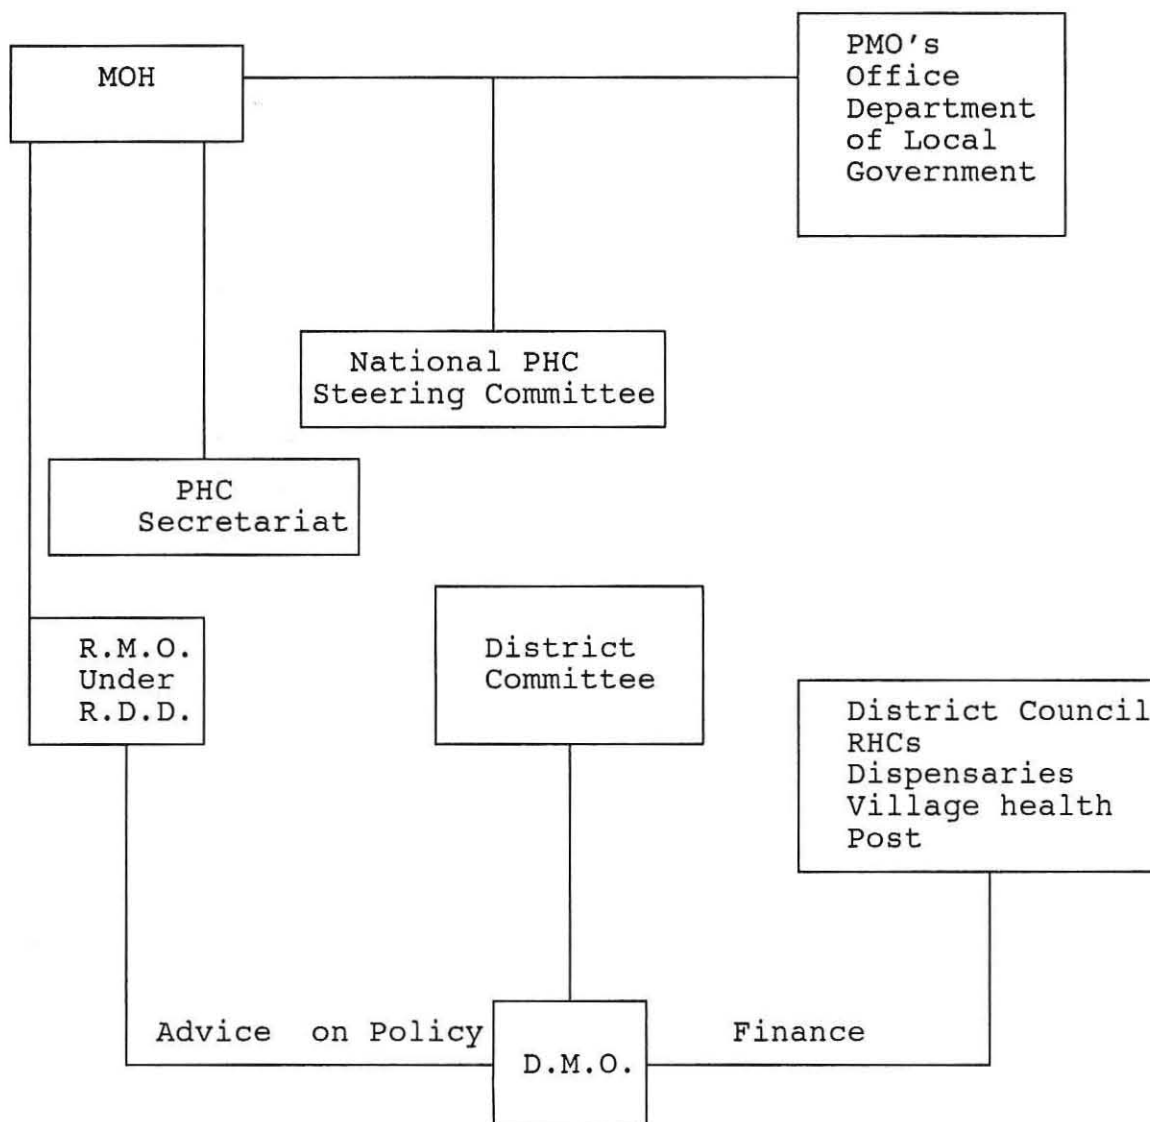 MOH
PMO's
Office
Department
of Local
Government
National PHC
Steering Committee
PHC
Secretariat
R.M.O.
Under
R.D.D.
District
Committee
District Council
RHCs
Dispensaries
Village health
Post
Advice on Policy
D.M.O.
Finance